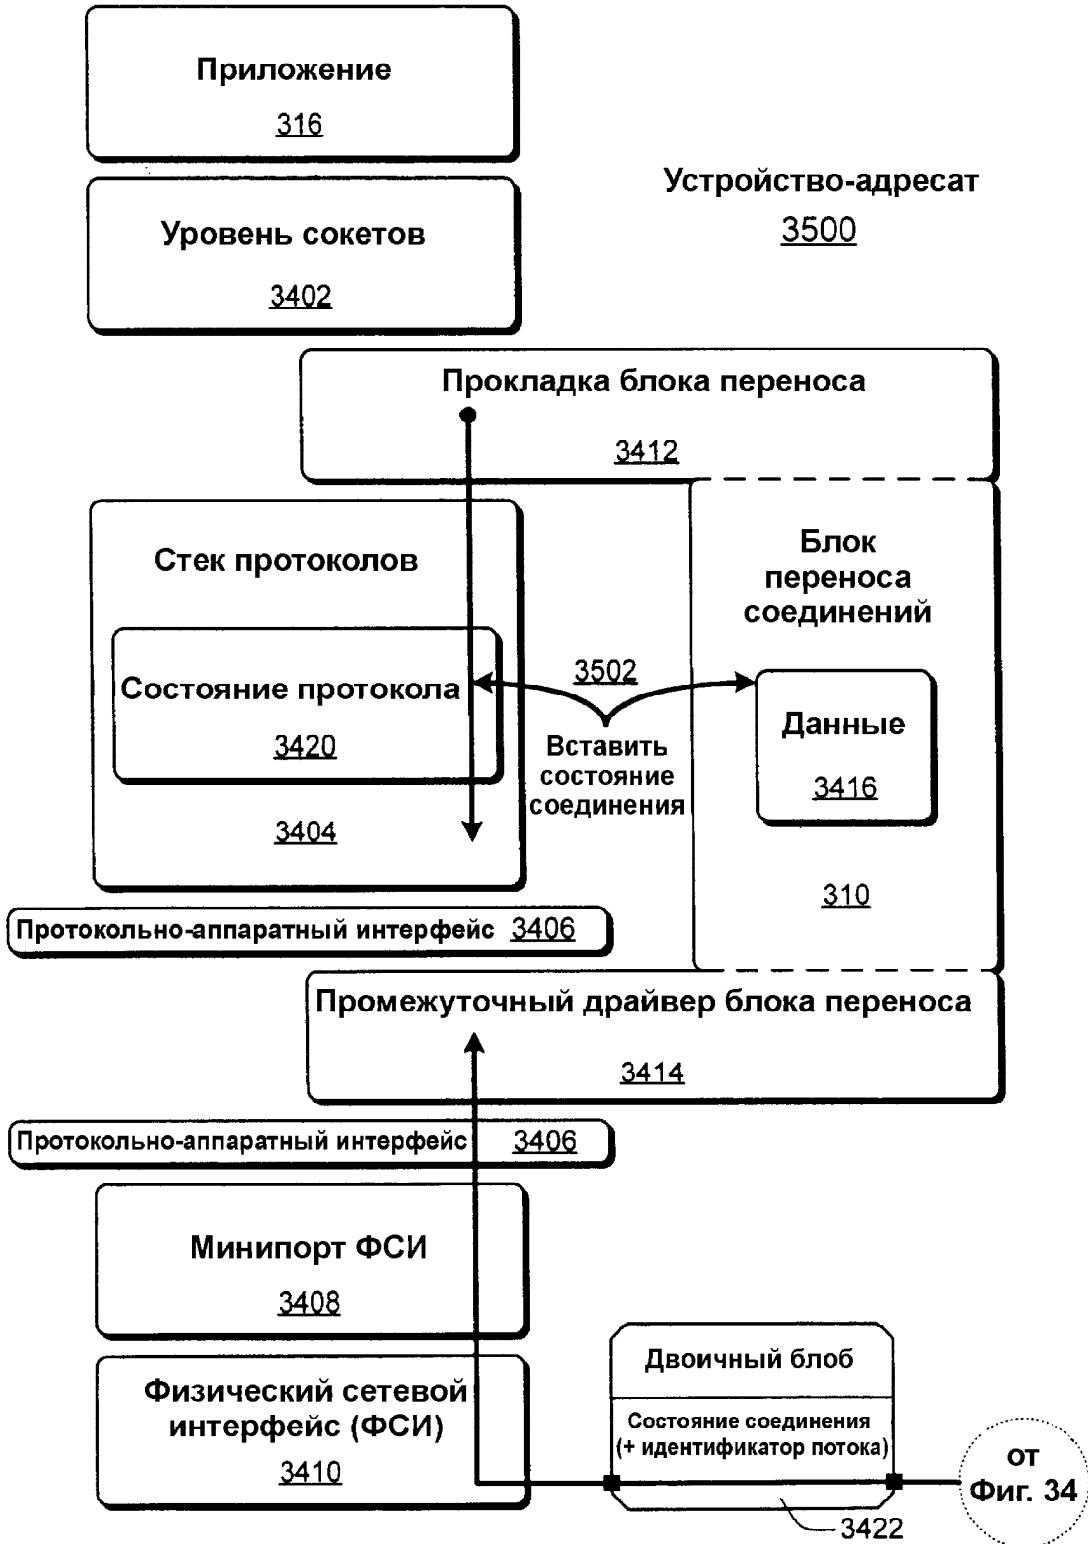 Приложение
316
Устройство-адресат
3500
Уровень сокетов
3402
Прокладка блока переноса
3412
Стек протоколов
Блок
переноса
соединений
Состояние протокола
3420
3502
Вставить
состояние
соединения
Данные
3416
3404
310
Протокольно-аппаратный интерфейс 3406
Промежуточный драйвер блока переноса
3414
Протокольно-аппаратный интерфейс 3406
Минипорт ФСИ
3408
Физический сетевой
интерфейс (ФСИ)
3410
Двоичный блоб
Состояние соединения
(+ идентификатор потока)
от
Фиг. 34
3422